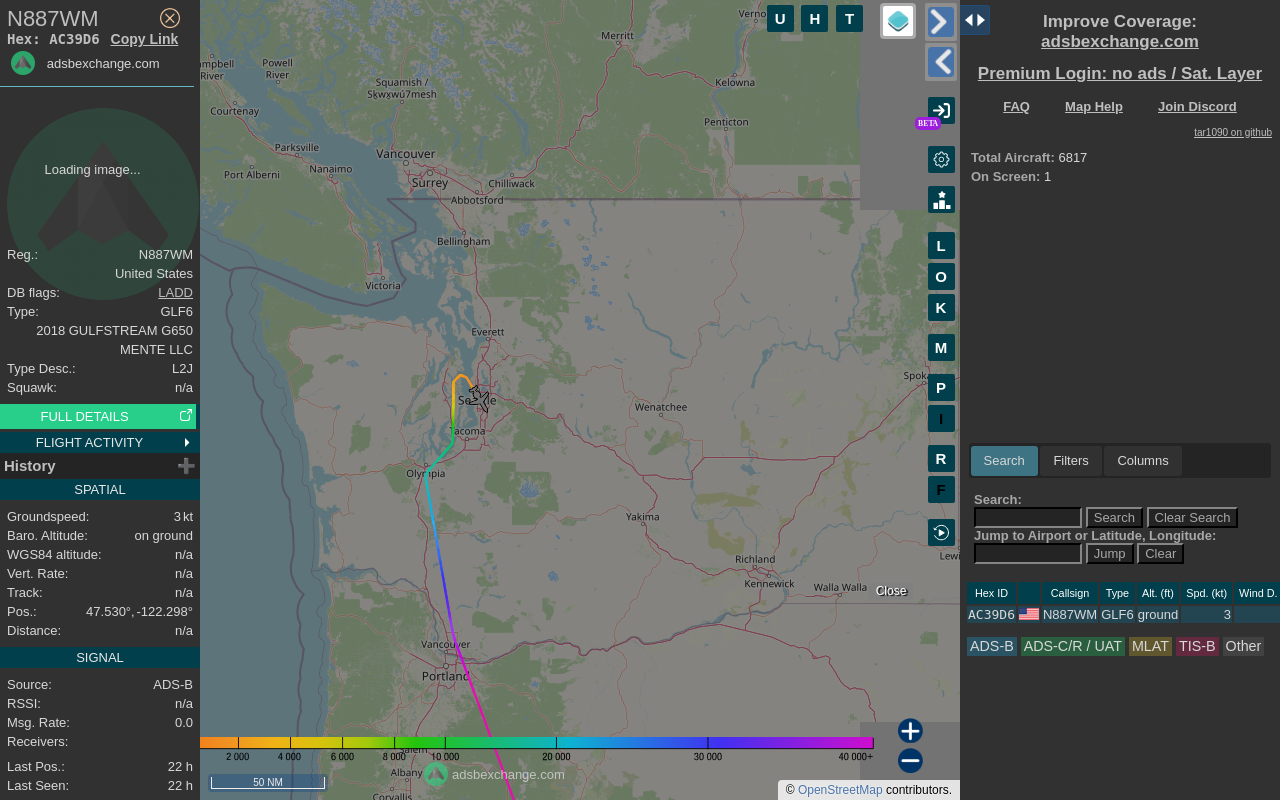 N887WM
Hex: AC39D6 Copy Link
adsbexchange.com
Loading image...
Reg.: N887WM
United States
DB flags: LADD
Type: GLF6
2018 GULFSTREAM G650
MENTE LLC
Type Desc.: L2J
Squawk: n/a
FULL DETAILS
FLIGHT ACTIVITY
History
SPATIAL
Groundspeed: 3 kt
Baro. Altitude: on ground
WGS84 altitude: n/a
Vert. Rate: n/a
Track: n/a
Pos.: 47.530°, -122.298°
Distance: n/a
SIGNAL
Source: ADS-B
RSSI: n/a
Msg. Rate: 0.0
Receivers:
Last Pos.: 22 h
Last Seen: 22 h
River
Powell
River
Courtenay
Squamish /
Sḵwx̱wú7mesh
Merritt
Kelowna
Penticton
Parksville
Port Alberni
Nanaimo
Vancouver
Surrey
Chilliwack
Abbotsford
Bellingham
Victoria
Everett
Tacoma
Olympia
Wenatchee
Yakima
Richland
Kennewick
Walla Walla
Vancouver
Portland
Albany
Corvallis
U H T
BETA
L
O
K
M
P
I
R
F
Close
2 000 4 000 6 000 8 000 10 000 20 000 30 000 40 000+
adsbexchange.com
50 NM
© OpenStreetMap contributors.
Improve Coverage:
adsbexchange.com
Premium Login: no ads / Sat. Layer
FAQ Map Help Join Discord
tar1090 on github
Total Aircraft: 6817
On Screen: 1
Search Filters Columns
Search:
Search Clear Search
Jump to Airport or Latitude, Longitude:
Jump Clear
Hex ID Callsign Type Alt. (ft) Spd. (kt) Wind D.
AC39D6 N887WM GLF6 ground 3
ADS-B ADS-C/R / UAT MLAT TIS-B Other